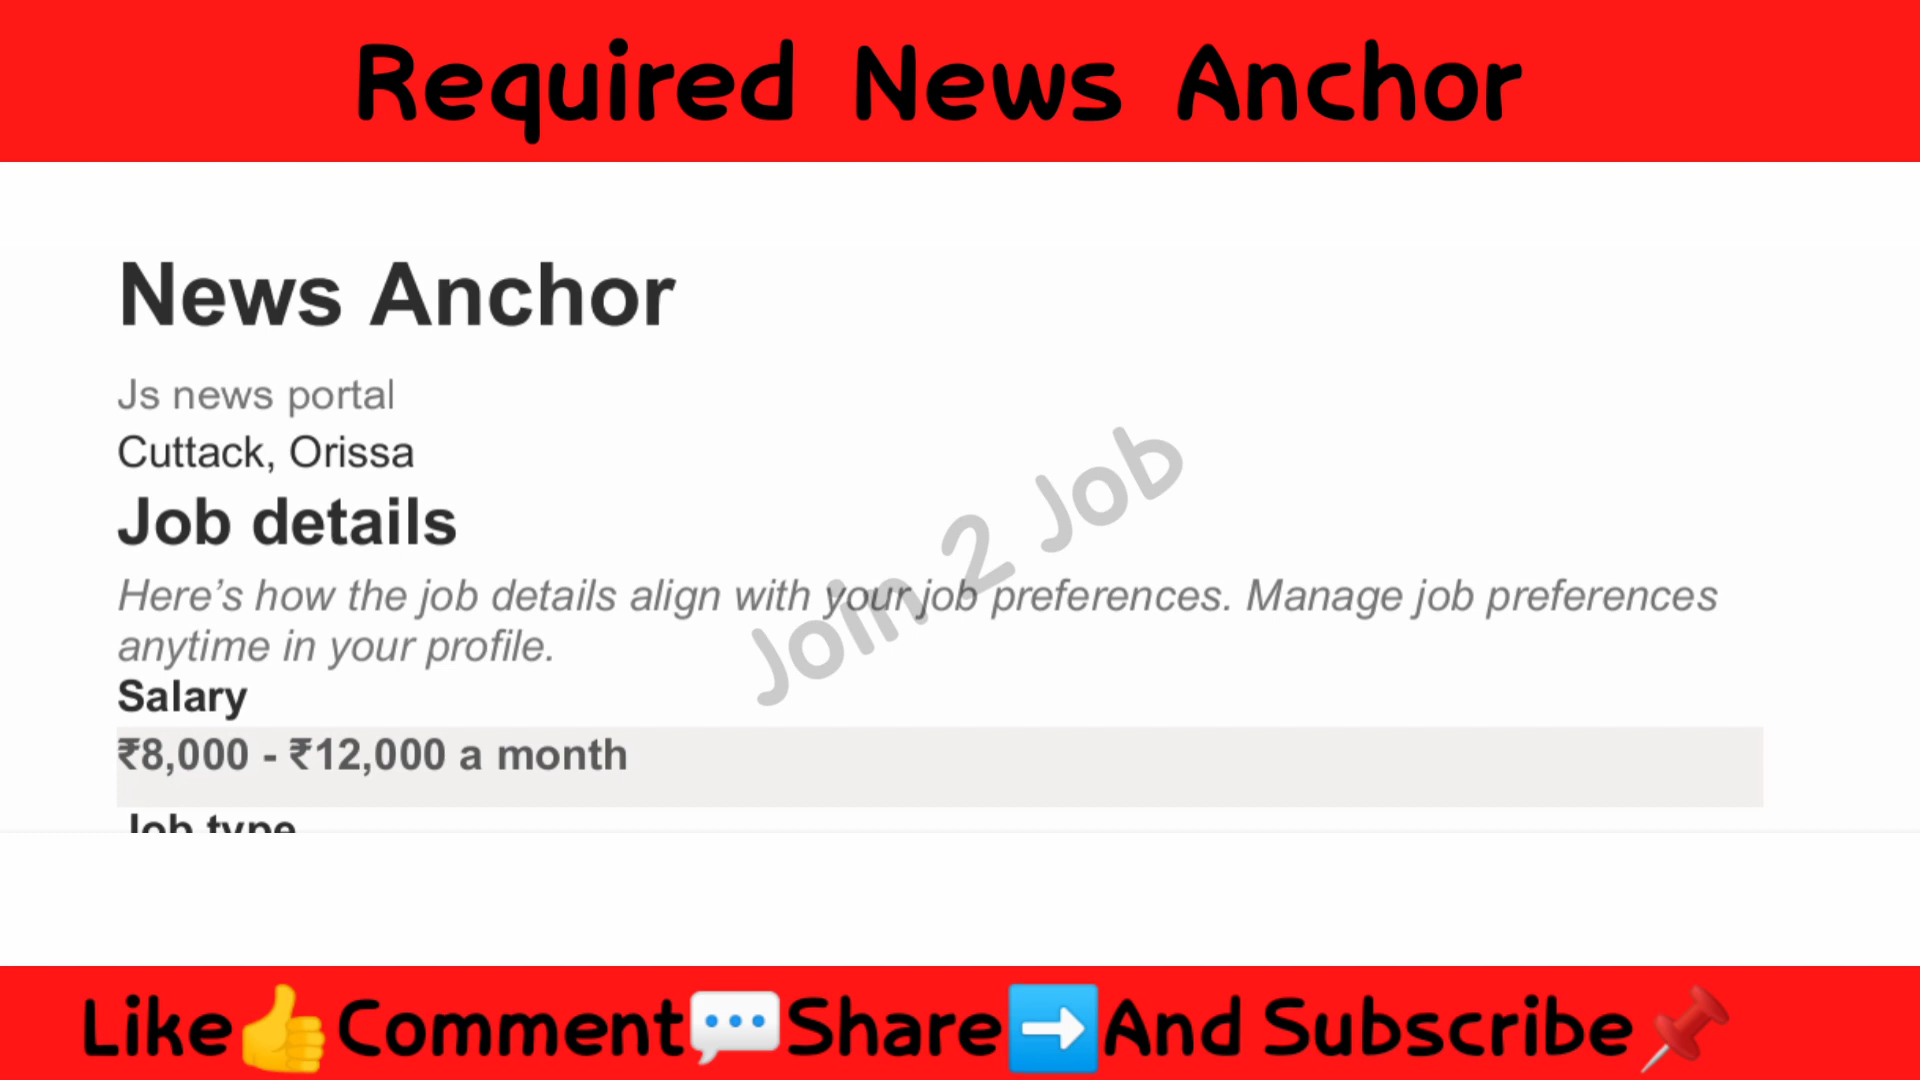 Required News Anchor
News Anchor
Js news portal
Cuttack, Orissa
Job details
Here’s how the job details align with your job preferences. Manage job preferences
anytime in your profile.
Join 2 Job
Salary
₹8,000 - ₹12,000 a month
Job type
Like👍Comment💬Share➡️And Subscribe📌